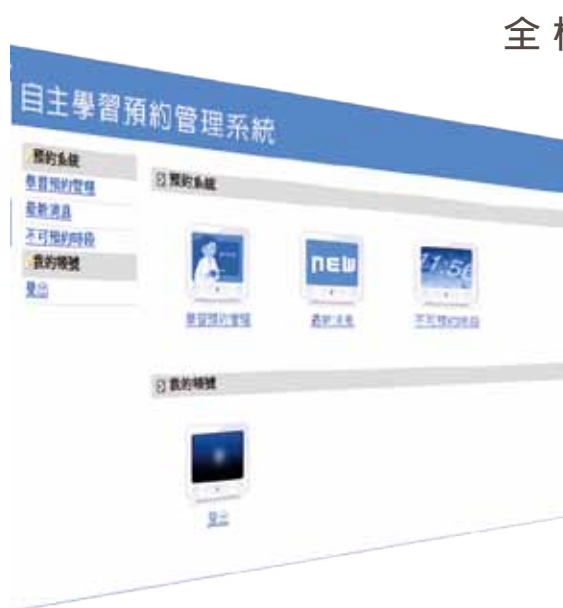 全
自主學習預約管理系統
預約系統
學習預約管理
最新消息
不可預約時段
我的帳號
登出
預約系統
NEW
11:56
學習預約管理
最新消息
不可預約時段
我的帳號
登出